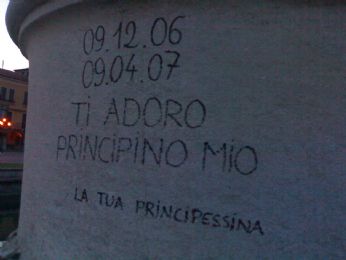 09.12.06
09.04.07
Ti ADORO
PRiNCiPiNO MiO
LA TUA PRINCIPESSINA